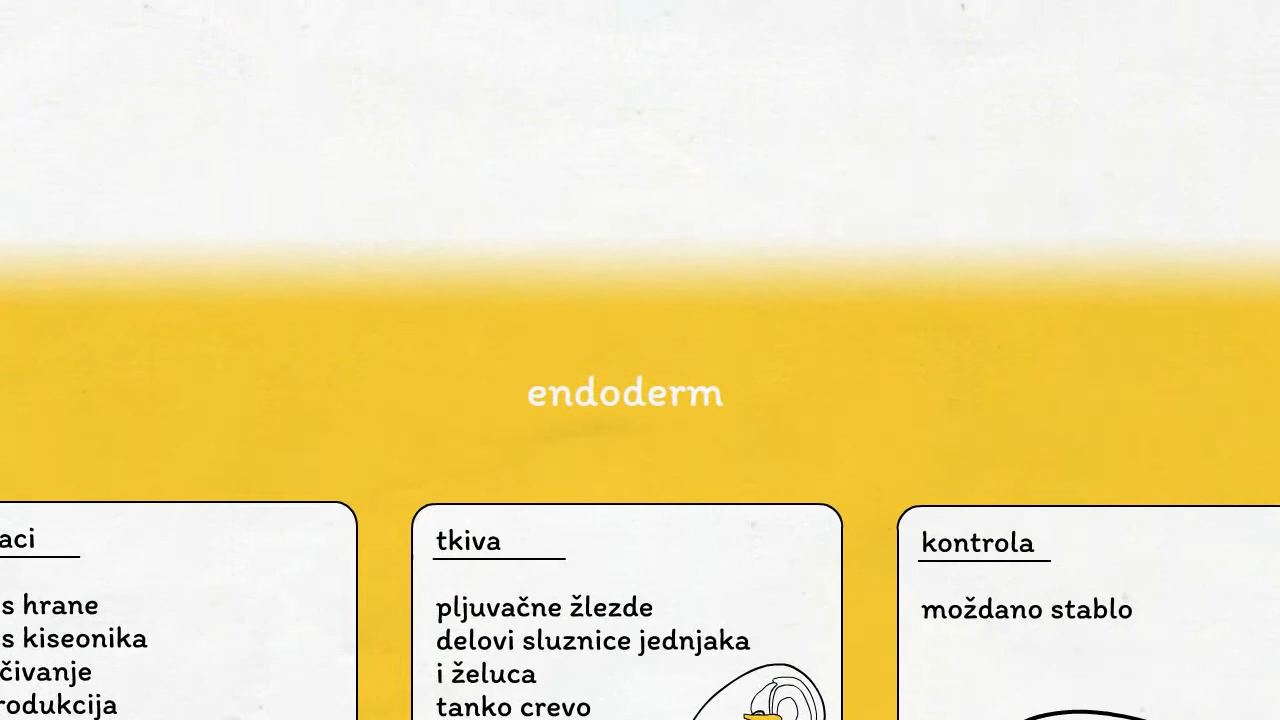 endoderm
aci
s hrane
s kiseonika
čivanje
rodukcija
tkiva
pljuvačne žlezde
delovi sluznice jednjaka
i želuca
tanko crevo
kontrola
moždano stablo